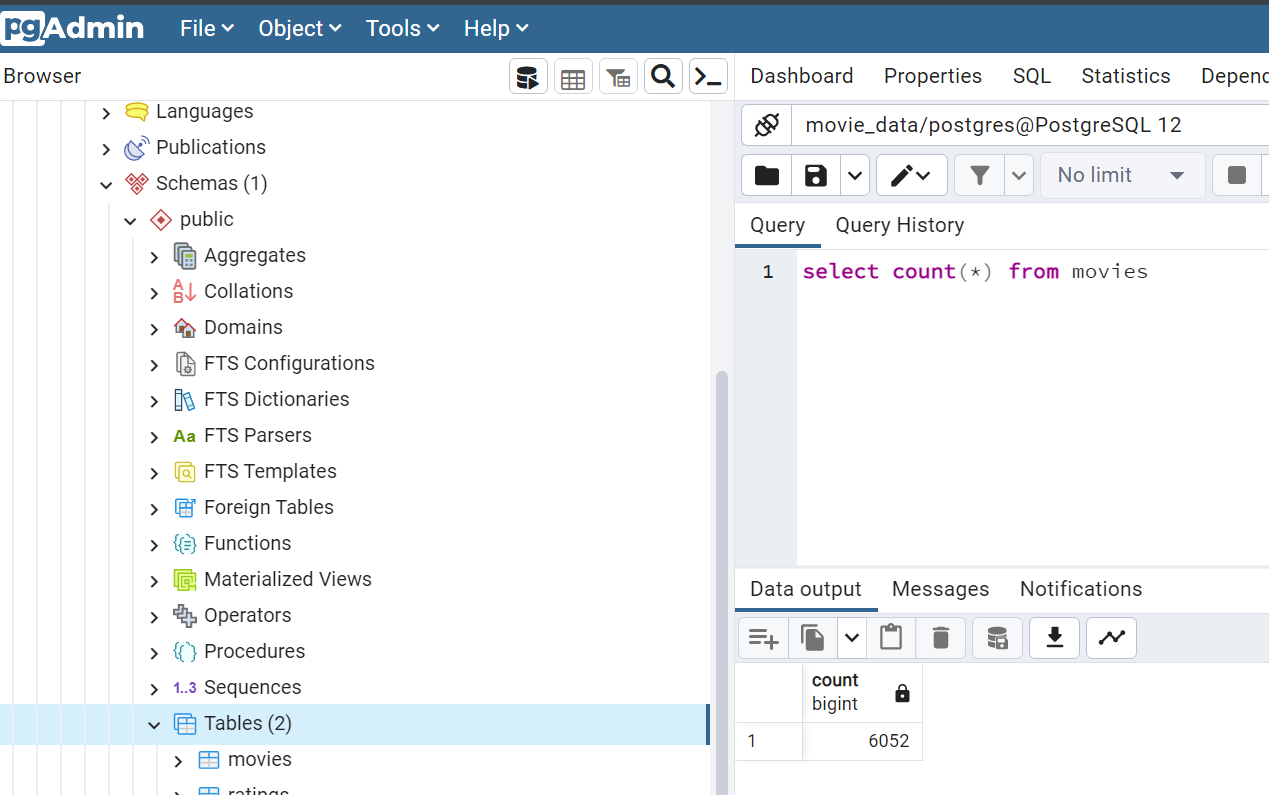 pgAdmin File Object Tools Help
Browser
Languages
Publications
Schemas (1)
public
Aggregates
Collations
Domains
FTS Configurations
FTS Dictionaries
Aa FTS Parsers
FTS Templates
Foreign Tables
Functions
Materialized Views
Operators
Procedures
1..3 Sequences
Tables (2)
movies
ratings
Dashboard Properties SQL Statistics Depend
movie_data/postgres@PostgreSQL 12
No limit
Query Query History
1 select count(*) from movies
Data output Messages Notifications
count
bigint
1 6052